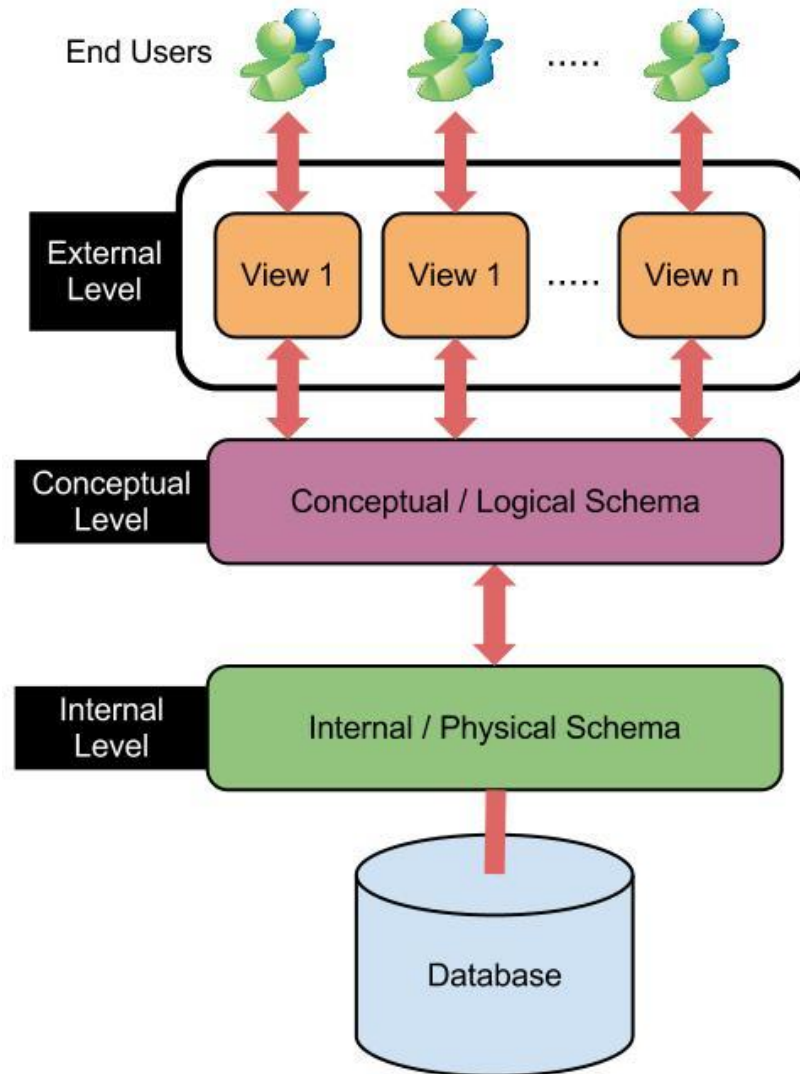 End Users
.....
External
Level
View 1
View 1
.....
View n
Conceptual
Level
Conceptual / Logical Schema
Internal
Level
Internal / Physical Schema
Database